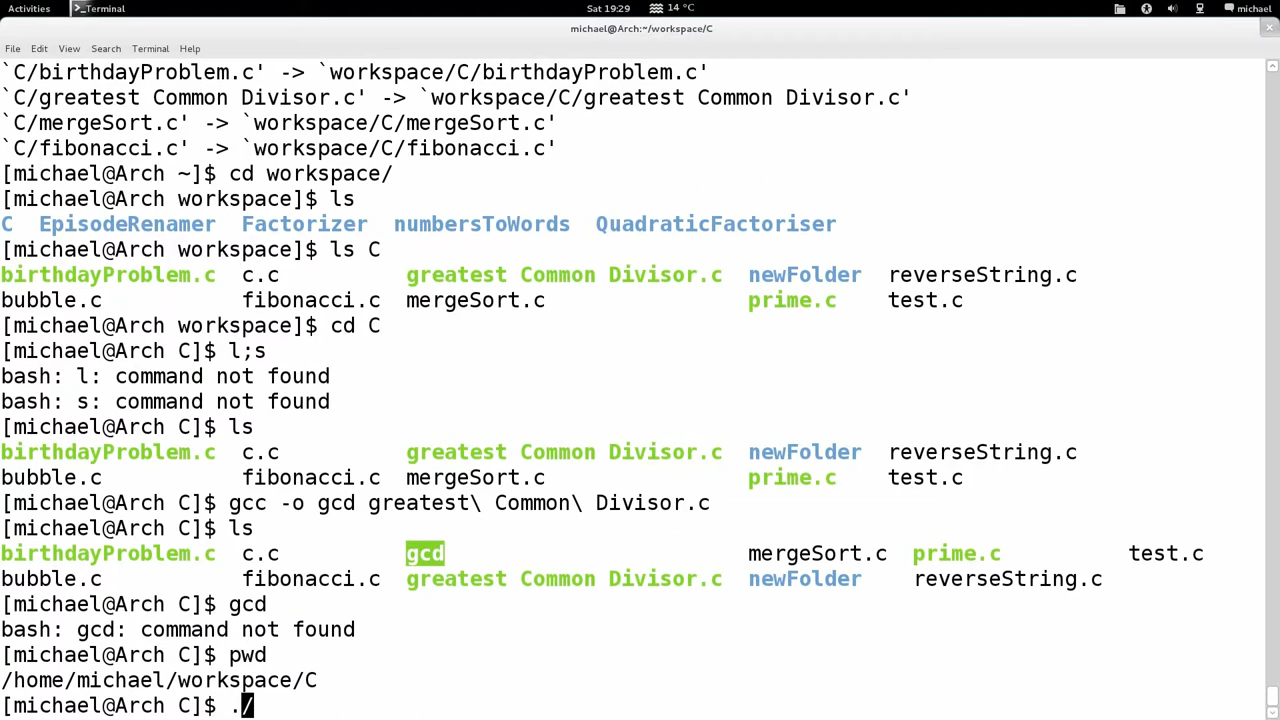 Activities Terminal Sat 19:29 14 °C michael
michael@Arch:~/workspace/C
File Edit View Search Terminal Help
`C/birthdayProblem.c' -> `workspace/C/birthdayProblem.c'
`C/greatest Common Divisor.c' -> `workspace/C/greatest Common Divisor.c'
`C/mergeSort.c' -> `workspace/C/mergeSort.c'
`C/fibonacci.c' -> `workspace/C/fibonacci.c'
[michael@Arch ~]$ cd workspace/
[michael@Arch workspace]$ ls
C EpisodeRenamer Factorizer numbersToWords QuadraticFactoriser
[michael@Arch workspace]$ ls C
birthdayProblem.c c.c greatest Common Divisor.c newFolder reverseString.c
bubble.c fibonacci.c mergeSort.c prime.c test.c
[michael@Arch workspace]$ cd C
[michael@Arch C]$ l;s
bash: l: command not found
bash: s: command not found
[michael@Arch C]$ ls
birthdayProblem.c c.c greatest Common Divisor.c newFolder reverseString.c
bubble.c fibonacci.c mergeSort.c prime.c test.c
[michael@Arch C]$ gcc -o gcd greatest\ Common\ Divisor.c
[michael@Arch C]$ ls
birthdayProblem.c c.c gcd mergeSort.c prime.c test.c
bubble.c fibonacci.c greatest Common Divisor.c newFolder reverseString.c
[michael@Arch C]$ gcd
bash: gcd: command not found
[michael@Arch C]$ pwd
/home/michael/workspace/C
[michael@Arch C]$ ./